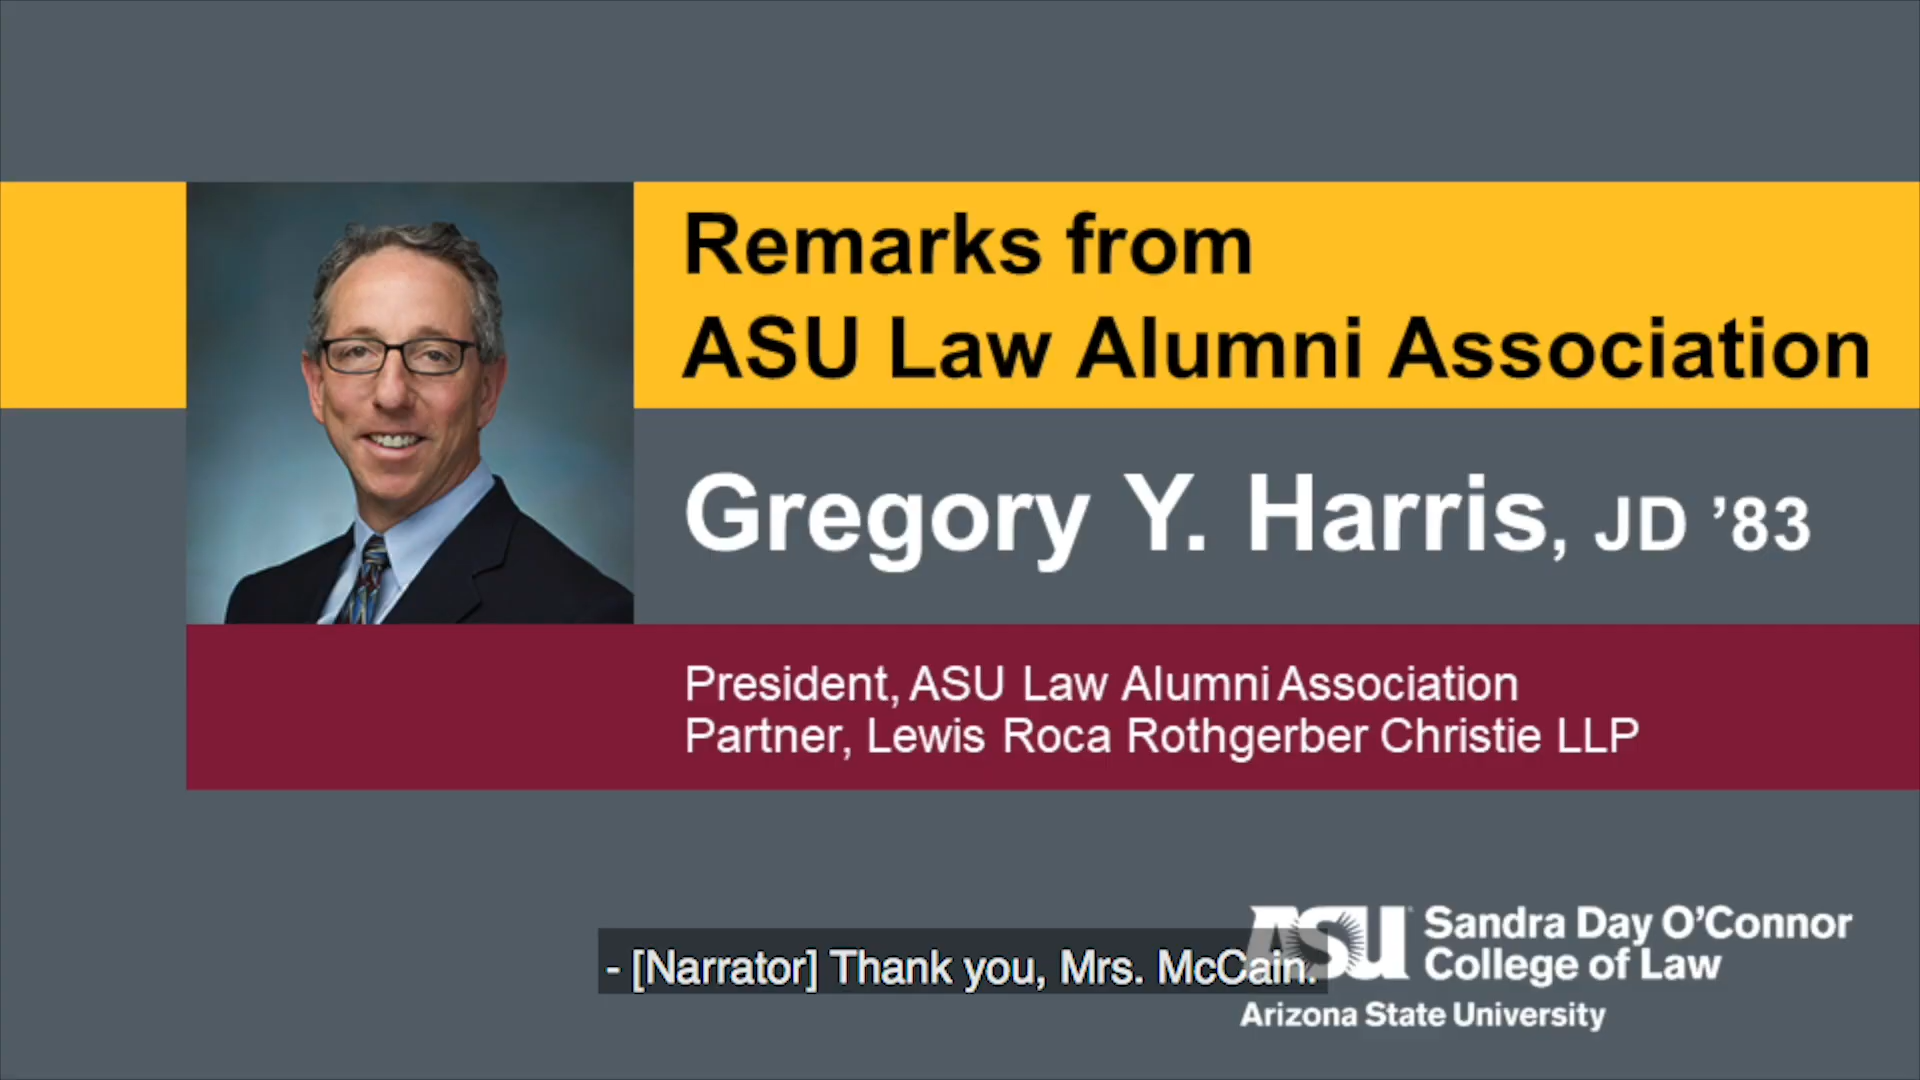 Remarks from
ASU Law Alumni Association
Gregory Y. Harris, JD ’83
President, ASU Law Alumni Association
Partner, Lewis Roca Rothgerber Christie LLP
- [Narrator] Thank you, Mrs. McCain.
ASU Sandra Day O’Connor
College of Law
Arizona State University